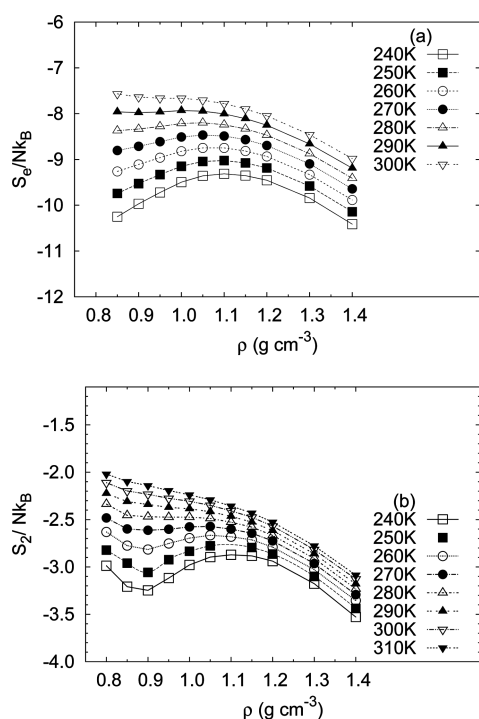 (a)
-6
-7
-8
-9
-10
-11
-12
Se/NkB
240K
250K
260K
270K
280K
290K
300K
0.8 0.9 1.0 1.1 1.2 1.3 1.4
ρ (g cm-3)
(b)
-1.5
-2.0
-2.5
-3.0
-3.5
-4.0
S2/ NkB
240K
250K
260K
270K
280K
290K
300K
310K
0.8 0.9 1.0 1.1 1.2 1.3 1.4
ρ (g cm-3)